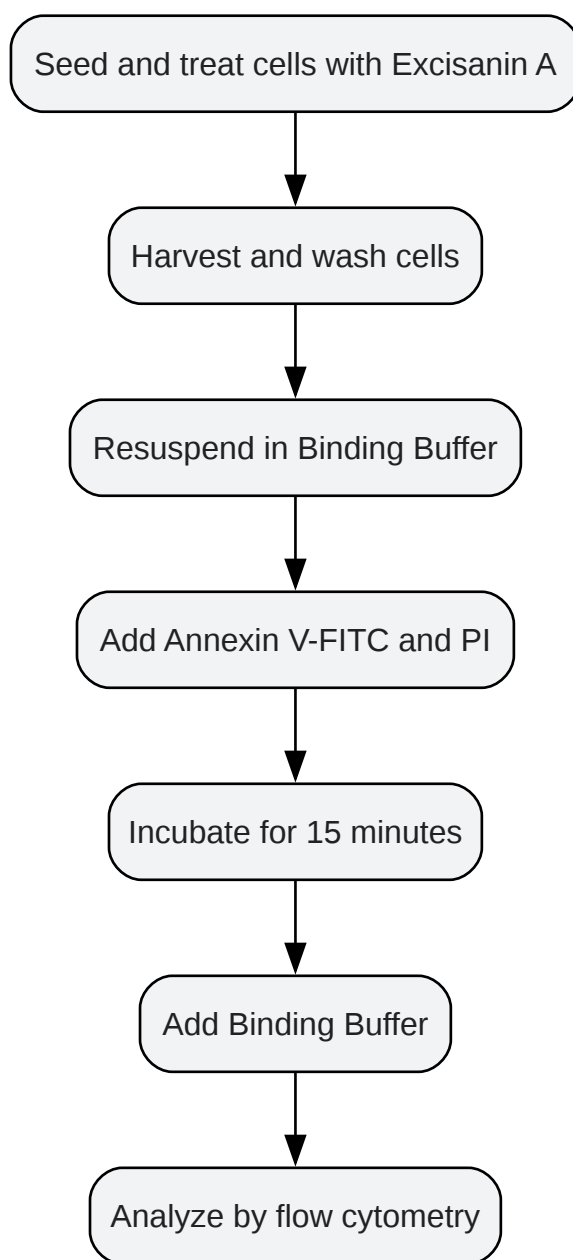 Seed and treat cells with Excisanin A
Harvest and wash cells
Resuspend in Binding Buffer
Add Annexin V-FITC and PI
Incubate for 15 minutes
Add Binding Buffer
Analyze by flow cytometry